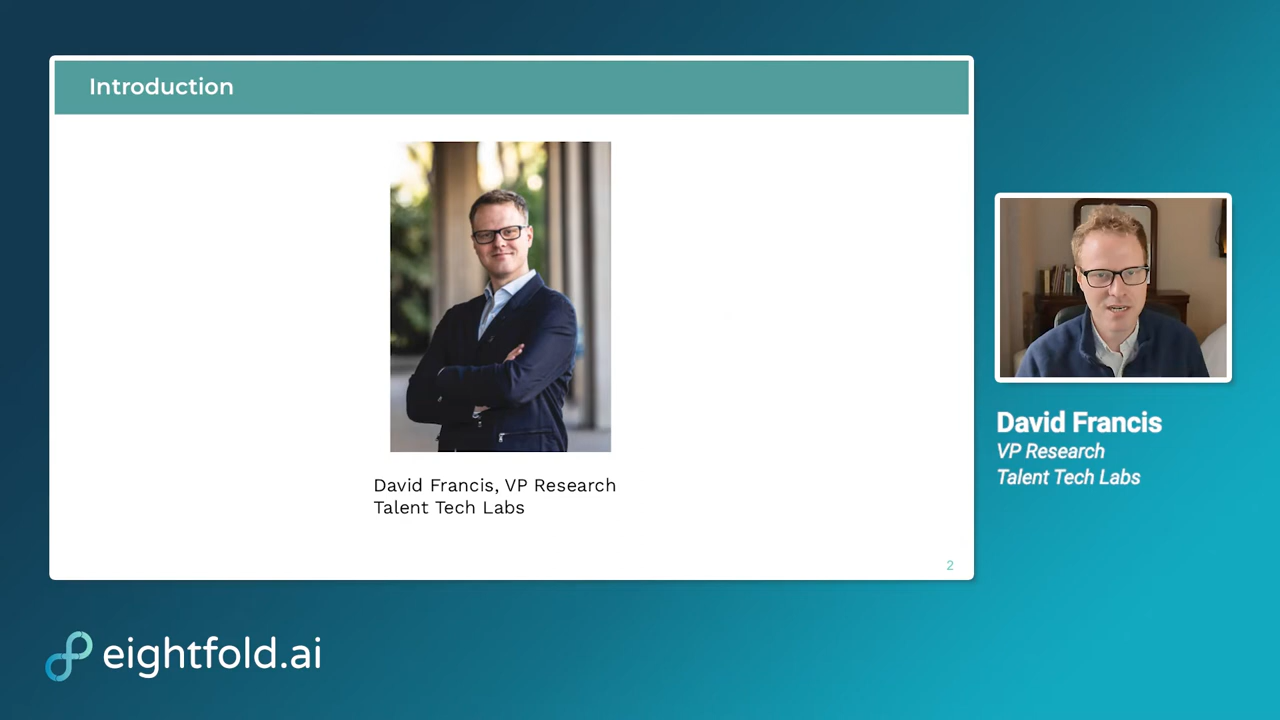 Introduction
David Francis, VP Research
Talent Tech Labs
2
David Francis
VP Research
Talent Tech Labs
eightfold.ai